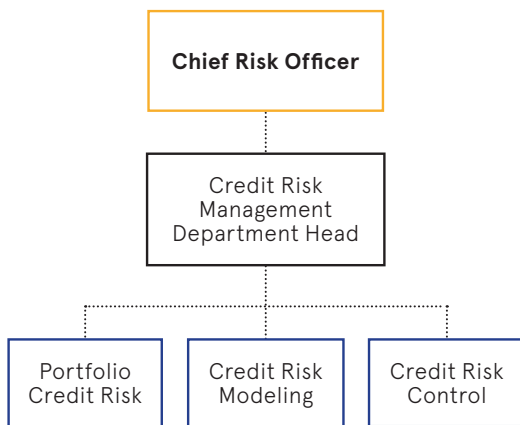 Chief Risk Officer
Credit Risk
Management
Department Head
Portfolio
Credit Risk
Credit Risk
Modeling
Credit Risk
Control